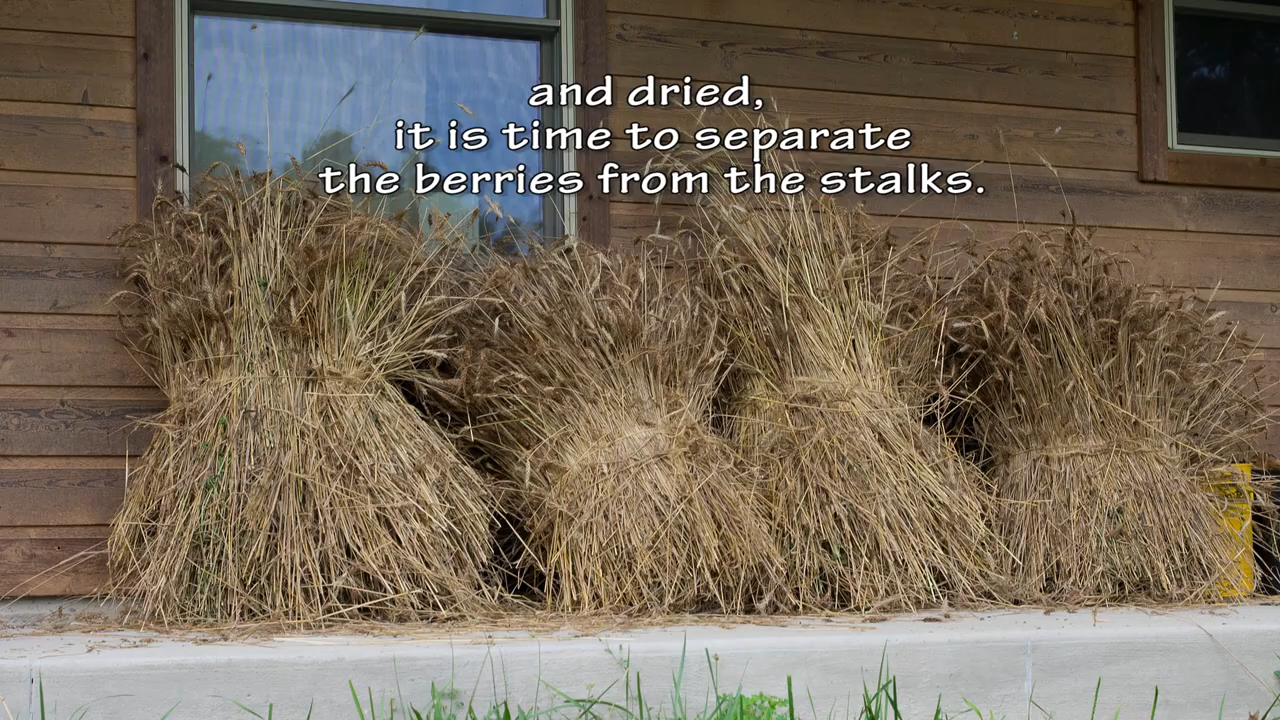 and dried,
it is time to separate
the berries from the stalks.